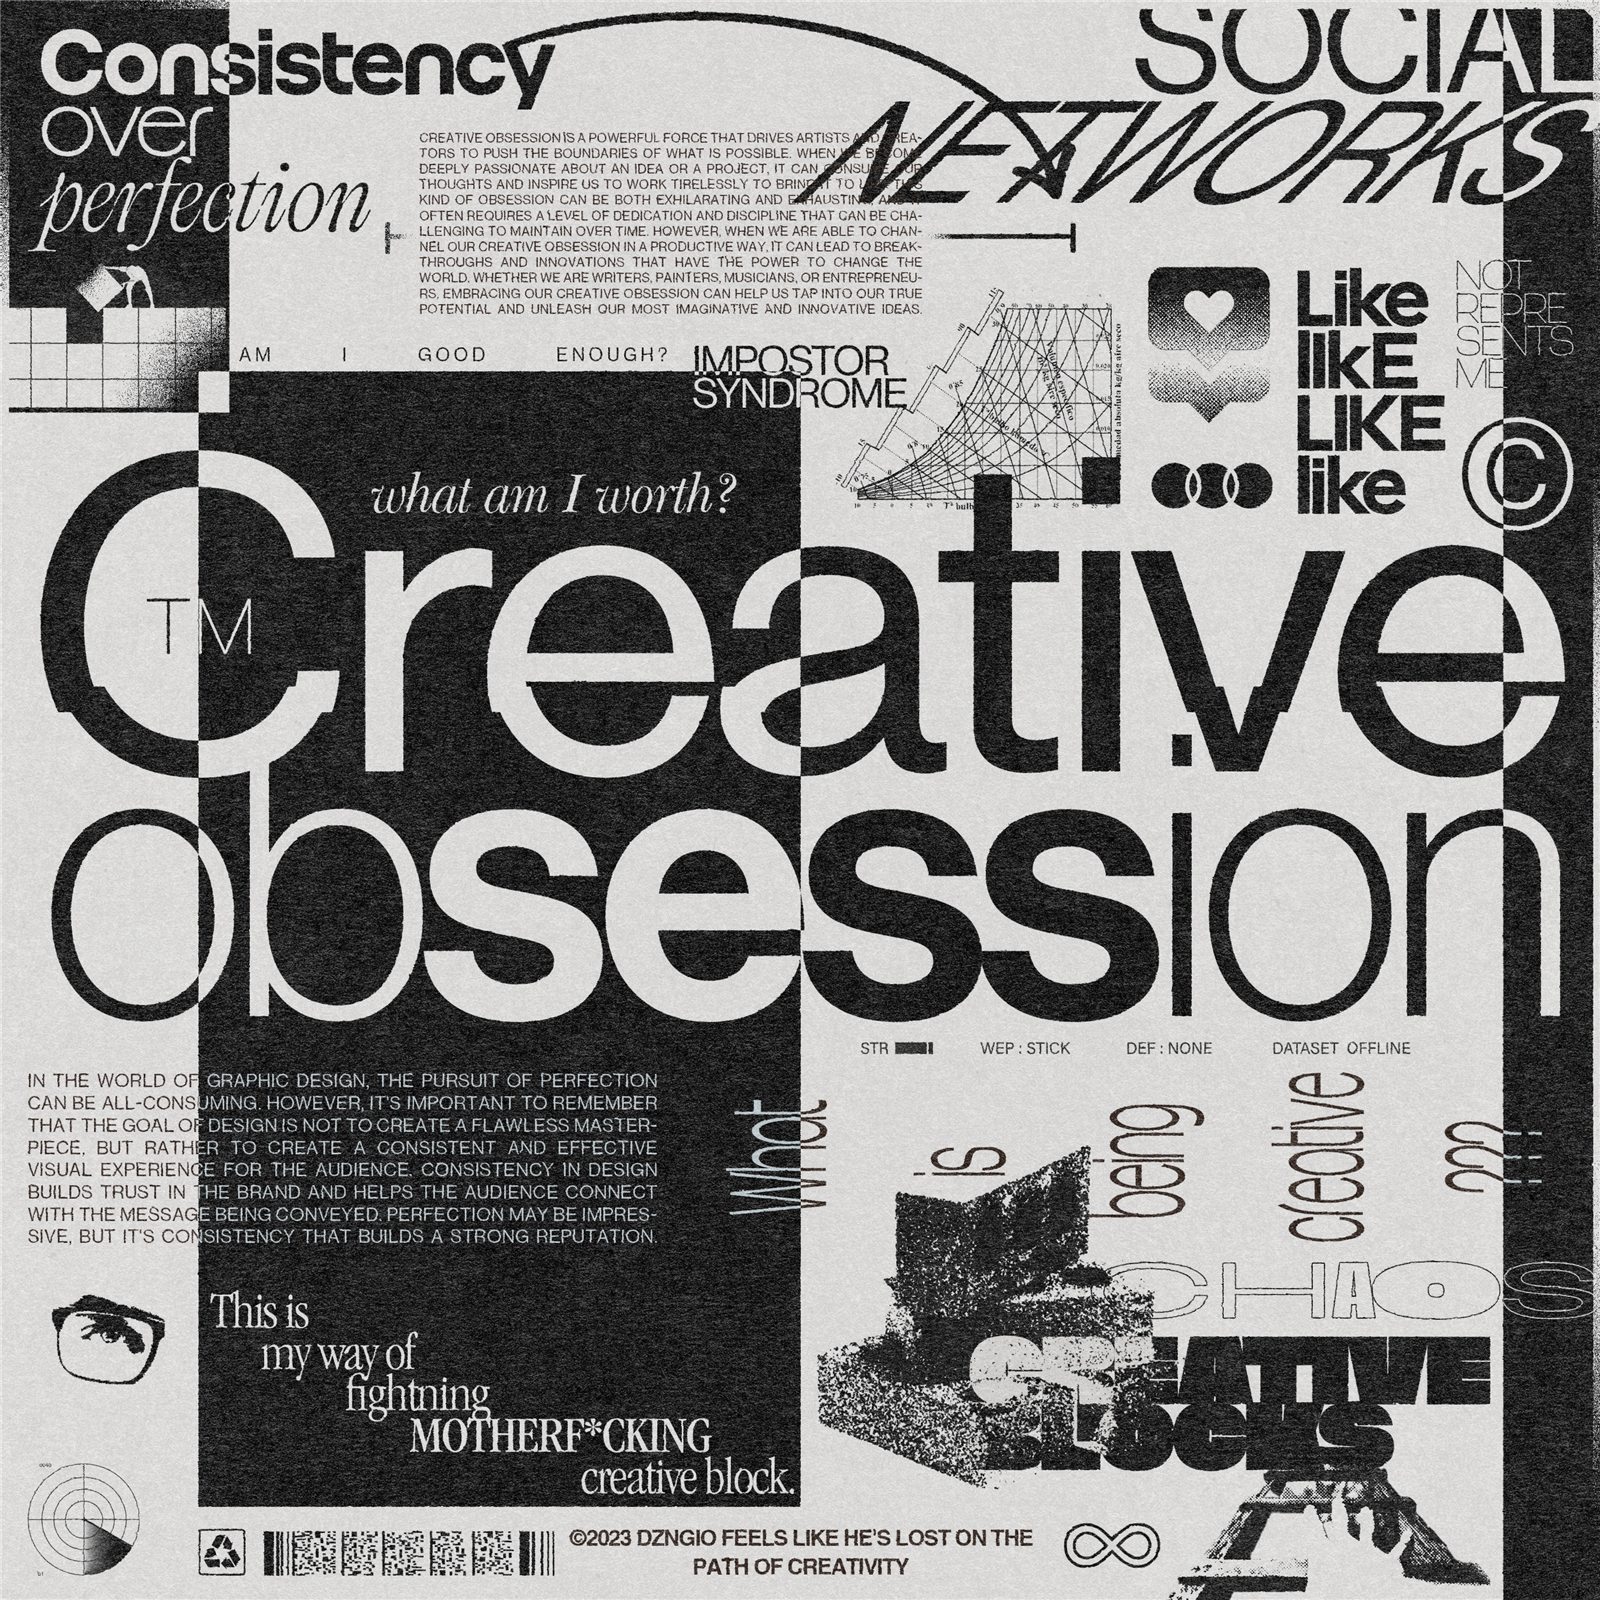 Consistency
over
perfection
SOCIAL
NETWORKS
CREATIVE OBSESSION IS A POWERFUL FORCE THAT DRIVES ARTISTS AND CREA-
TORS TO PUSH THE BOUNDARIES OF WHAT IS POSSIBLE. WHEN WE BECOME
DEEPLY PASSIONATE ABOUT AN IDEA OR A PROJECT, IT CAN CONSUME OUR
THOUGHTS AND INSPIRE US TO WORK TIRELESSLY TO BRING IT TO LIFE. THIS
KIND OF OBSESSION CAN BE BOTH EXHILARATING AND EXHAUSTING, AND IT
OFTEN REQUIRES A LEVEL OF DEDICATION AND DISCIPLINE THAT CAN BE CHA-
LLENGING TO MAINTAIN OVER TIME. HOWEVER, WHEN WE ARE ABLE TO CHAN-
NEL OUR CREATIVE OBSESSION IN A PRODUCTIVE WAY, IT CAN LEAD TO BREAK-
THROUGHS AND INNOVATIONS THAT HAVE THE POWER TO CHANGE THE
WORLD. WHETHER WE ARE WRITERS, PAINTERS, MUSICIANS, OR ENTREPRENEU-
RS, EMBRACING OUR CREATIVE OBSESSION CAN HELP US TAP INTO OUR TRUE
POTENTIAL AND UNLEASH OUR MOST IMAGINATIVE AND INNOVATIVE IDEAS.
AM I GOOD ENOUGH?
IMPOSTOR
SYNDROME
Like
likE
LIKE
like
NOT
REPRE
SENTS
ME
©
what am I worth?
TM
Creative
obsession
STR
WEP : STICK
DEF : NONE
DATASET OFFLINE
IN THE WORLD OF GRAPHIC DESIGN, THE PURSUIT OF PERFECTION
CAN BE ALL-CONSUMING. HOWEVER, IT'S IMPORTANT TO REMEMBER
THAT THE GOAL OF DESIGN IS NOT TO CREATE A FLAWLESS MASTER-
PIECE, BUT RATHER TO CREATE A CONSISTENT AND EFFECTIVE
VISUAL EXPERIENCE FOR THE AUDIENCE. CONSISTENCY IN DESIGN
BUILDS TRUST IN THE BRAND AND HELPS THE AUDIENCE CONNECT
WITH THE MESSAGE BEING CONVEYED. PERFECTION MAY BE IMPRES-
SIVE, BUT IT'S CONSISTENCY THAT BUILDS A STRONG REPUTATION.
What
is
being
creative
???
CHAOS
CREATIVE
BLOCKS
This is
my way of
fightning
MOTHERF*CKING
creative block.
©2023 DZNGIO FEELS LIKE HE'S LOST ON THE
PATH OF CREATIVITY